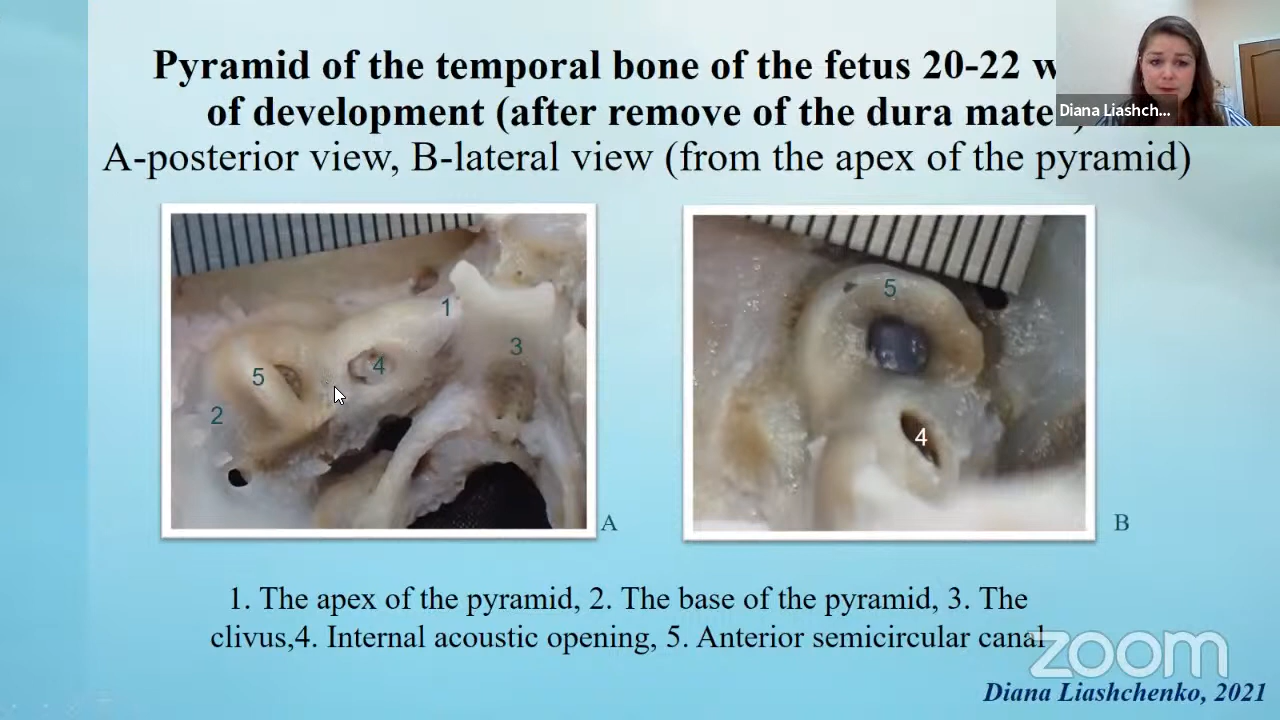 Pyramid of the temporal bone of the fetus 20-22
of development (after remove of the dura
A-posterior view, B-lateral view (from the apex of the pyramid)
Diana Liashch...
1
3
4
5
2
A
5
4
B
1. The apex of the pyramid, 2. The base of the pyramid, 3. The
clivus,4. Internal acoustic opening, 5. Anterior semicircular canal
zoom
Diana Liashchenko, 2021